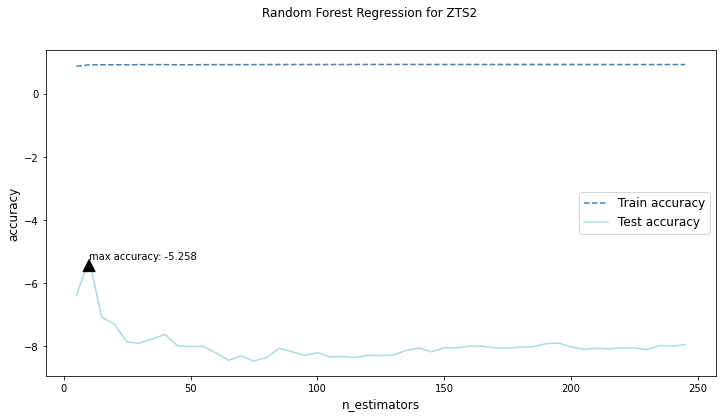 Random Forest Regression for ZTS2
accuracy
0
−2
−4
−6
−8
max accuracy: -5.258
Train accuracy
Test accuracy
0
50
100
150
200
250
n_estimators